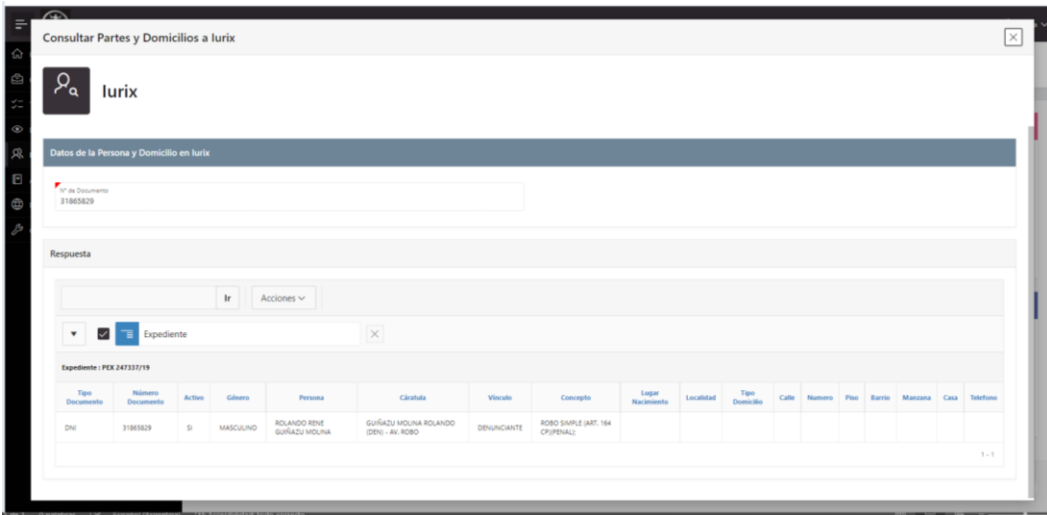 Consultar Partes y Domicilios a Iurix
Iurix
Datos de la Persona y Domicilio en Iurix
N° de Documento
31865829
Respuesta
Ir
Acciones
Expediente
Expediente : PEX 247337/19
Tipo Documento
Número Documento
Activo
Género
Persona
Cáratula
Vínculo
Concepto
Lugar Nacimiento
Localidad
Tipo Domicilio
Calle
Numero
Piso
Barrio
Manzana
Casa
Telefono
DNI
31865829
SI
MASCULINO
ROLANDO RENE
GUIÑAZU MOLINA
GUIÑAZU MOLINA ROLANDO
(DEN) - AV. ROBO
DENUNCIANTE
ROBO SIMPLE (ART. 164
CP)(PENAL);
1 - 1